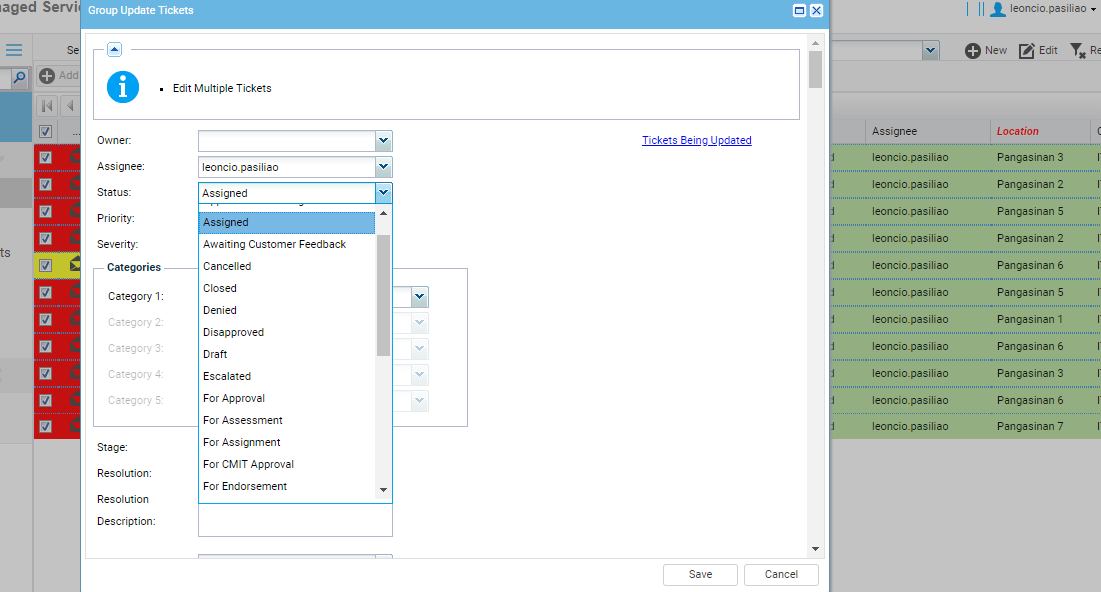 Group Update Tickets
leoncio.pasiliao
Se
New
Edit
Re
Add
Edit Multiple Tickets
...
Assignee
Location
Owner:
Tickets Being Updated
Assignee:
leoncio.pasiliao
Status:
Assigned
Priority:
Severity:
Assigned
Awaiting Customer Feedback
Cancelled
Closed
Denied
Disapproved
Draft
Escalated
For Approval
For Assessment
For Assignment
For CMIT Approval
For Endorsement
Categories
Category 1:
Category 2:
Category 3:
Category 4:
Category 5:
Stage:
Resolution:
Resolution
Description:
leoncio.pasiliao Pangasinan 3
leoncio.pasiliao Pangasinan 2
leoncio.pasiliao Pangasinan 5
leoncio.pasiliao Pangasinan 2
leoncio.pasiliao Pangasinan 6
leoncio.pasiliao Pangasinan 5
leoncio.pasiliao Pangasinan 1
leoncio.pasiliao Pangasinan 6
leoncio.pasiliao Pangasinan 3
leoncio.pasiliao Pangasinan 6
leoncio.pasiliao Pangasinan 7
Save
Cancel